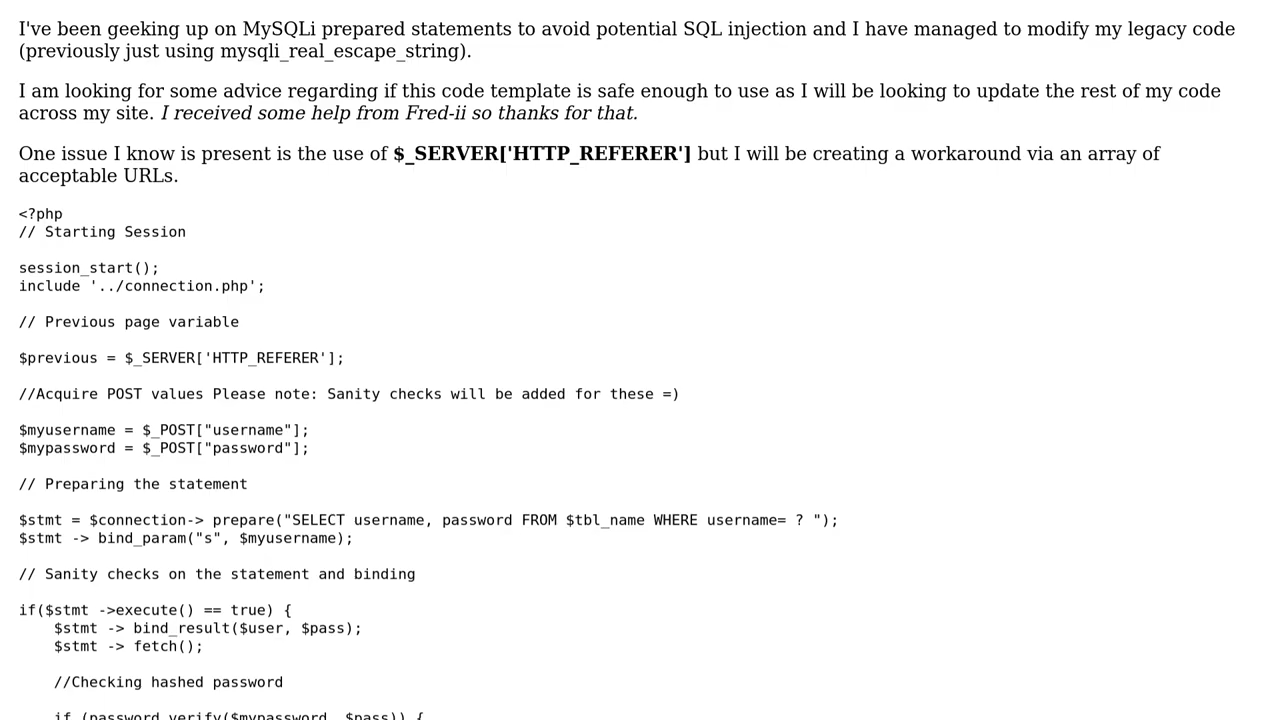 I've been geeking up on MySQLi prepared statements to avoid potential SQL injection and I have managed to modify my legacy code
(previously just using mysqli_real_escape_string).
I am looking for some advice regarding if this code template is safe enough to use as I will be looking to update the rest of my code
across my site. I received some help from Fred-ii so thanks for that.
One issue I know is present is the use of $_SERVER['HTTP_REFERER'] but I will be creating a workaround via an array of
acceptable URLs.
<?php
// Starting Session
session_start();
include '../connection.php';
// Previous page variable
$previous = $_SERVER['HTTP_REFERER'];
//Acquire POST values Please note: Sanity checks will be added for these =)
$myusername = $_POST["username"];
$mypassword = $_POST["password"];
// Preparing the statement
$stmt = $connection-> prepare("SELECT username, password FROM $tbl_name WHERE username= ? ");
$stmt -> bind_param("s", $myusername);
// Sanity checks on the statement and binding
if($stmt ->execute() == true) {
    $stmt -> bind_result($user, $pass);
    $stmt -> fetch();
    //Checking hashed password
    if (password_verify($mypassword, $pass)) {